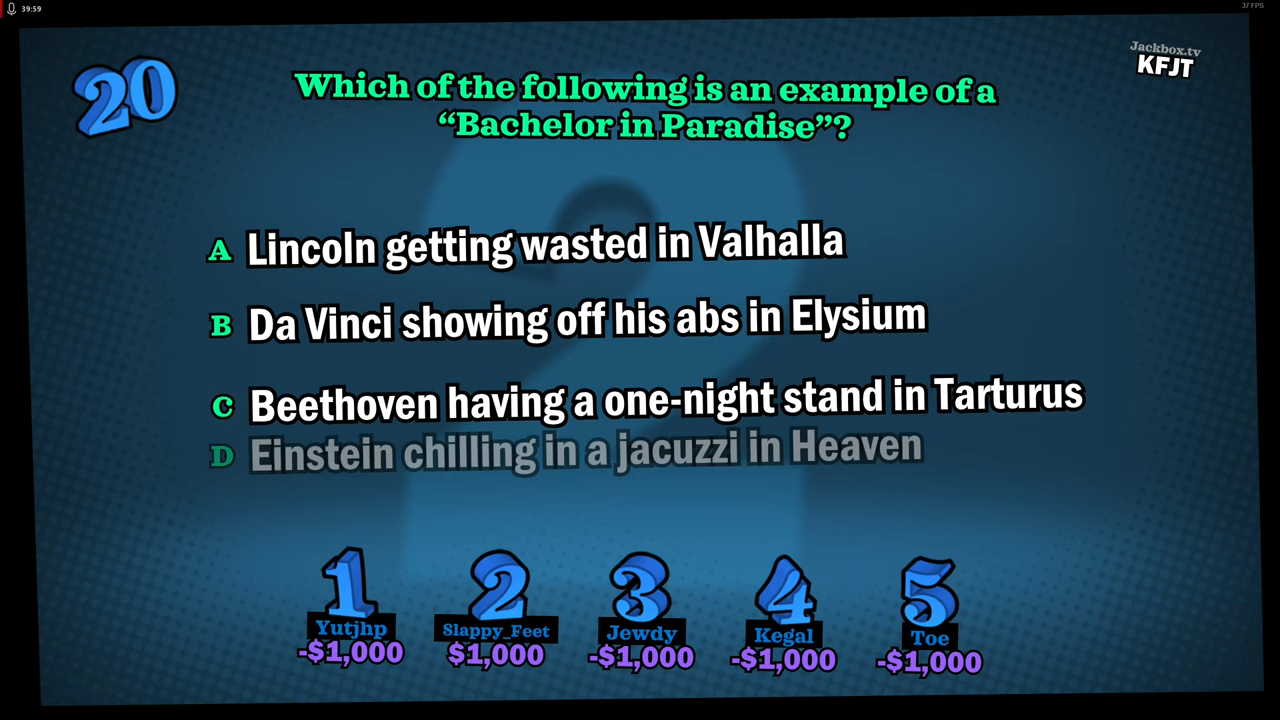 39:59
37 FPS
Jackbox.tv
KFJT
20
Which of the following is an example of a
“Bachelor in Paradise”?
A Lincoln getting wasted in Valhalla
B Da Vinci showing off his abs in Elysium
C Beethoven having a one-night stand in Tarturus
D Einstein chilling in a jacuzzi in Heaven
1 2 3 4 5
Yutjhp Slappy_Feet Jewdy Kegal Toe
-$1,000 $1,000 -$1,000 -$1,000 -$1,000